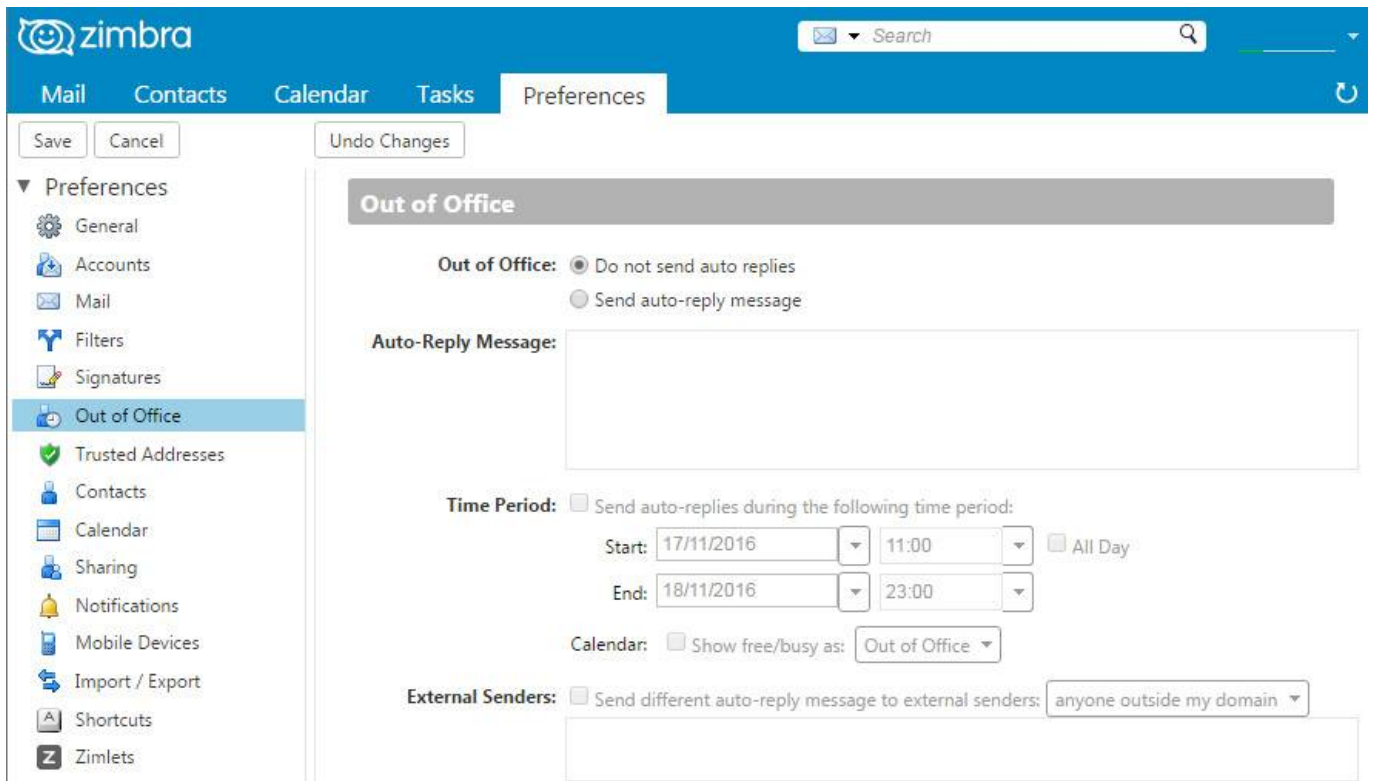 zimbra
Search
Mail Contacts Calendar Tasks Preferences
Save Cancel Undo Changes
Preferences
General
Accounts
Mail
Filters
Signatures
Out of Office
Trusted Addresses
Contacts
Calendar
Sharing
Notifications
Mobile Devices
Import / Export
Shortcuts
Zimlets
Out of Office
Out of Office: Do not send auto replies
Send auto-reply message
Auto-Reply Message:
Time Period: Send auto-replies during the following time period:
Start: 17/11/2016 11:00 All Day
End: 18/11/2016 23:00
Calendar: Show free/busy as: Out of Office
External Senders: Send different auto-reply message to external senders: anyone outside my domain